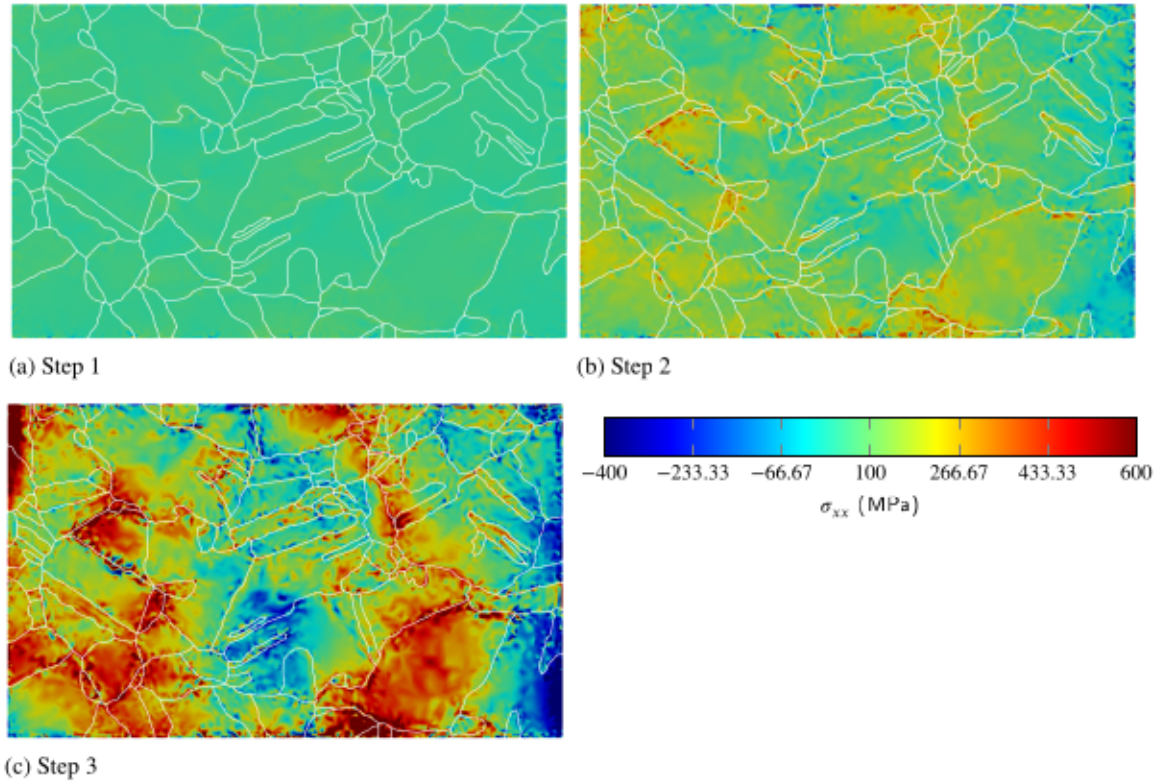 (a) Step 1
(b) Step 2
−400 −233.33 −66.67 100 266.67 433.33 600
σxx (MPa)
(c) Step 3